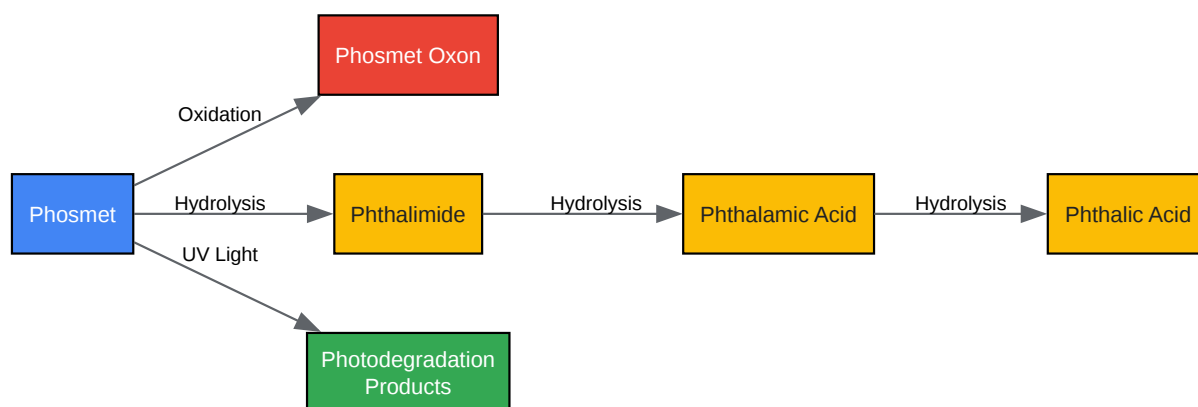 Phosmet Oxon
Oxidation
Phosmet
Hydrolysis
Phthalimide
Hydrolysis
Phthalamic Acid
Hydrolysis
Phthalic Acid
UV Light
Photodegradation
Products